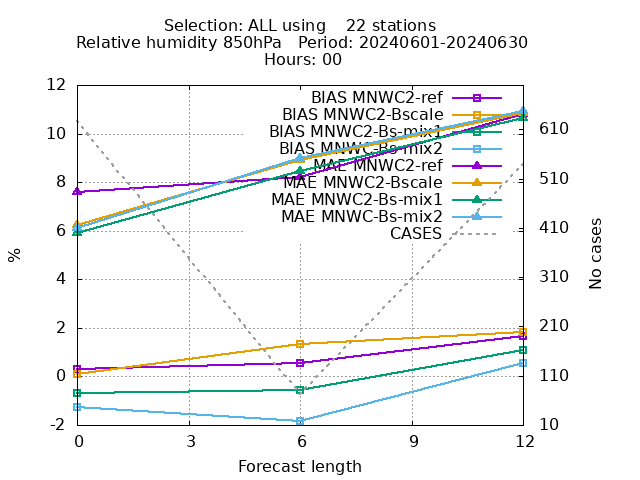 Selection: ALL using    22 stations
Relative humidity 850hPa   Period: 20240601-20240630
Hours: 00
BIAS MNWC2-ref
BIAS MNWC2-Bscale
BIAS MNWC2-Bs-mix1
BIAS MNWC-Bs-mix2
MAE MNWC2-ref
MAE MNWC2-Bscale
MAE MNWC2-Bs-mix1
MAE MNWC-Bs-mix2
CASES
12
10
8
6
4
2
0
-2
%
610
510
410
310
210
110
10
No cases
0 3 6 9 12
Forecast length